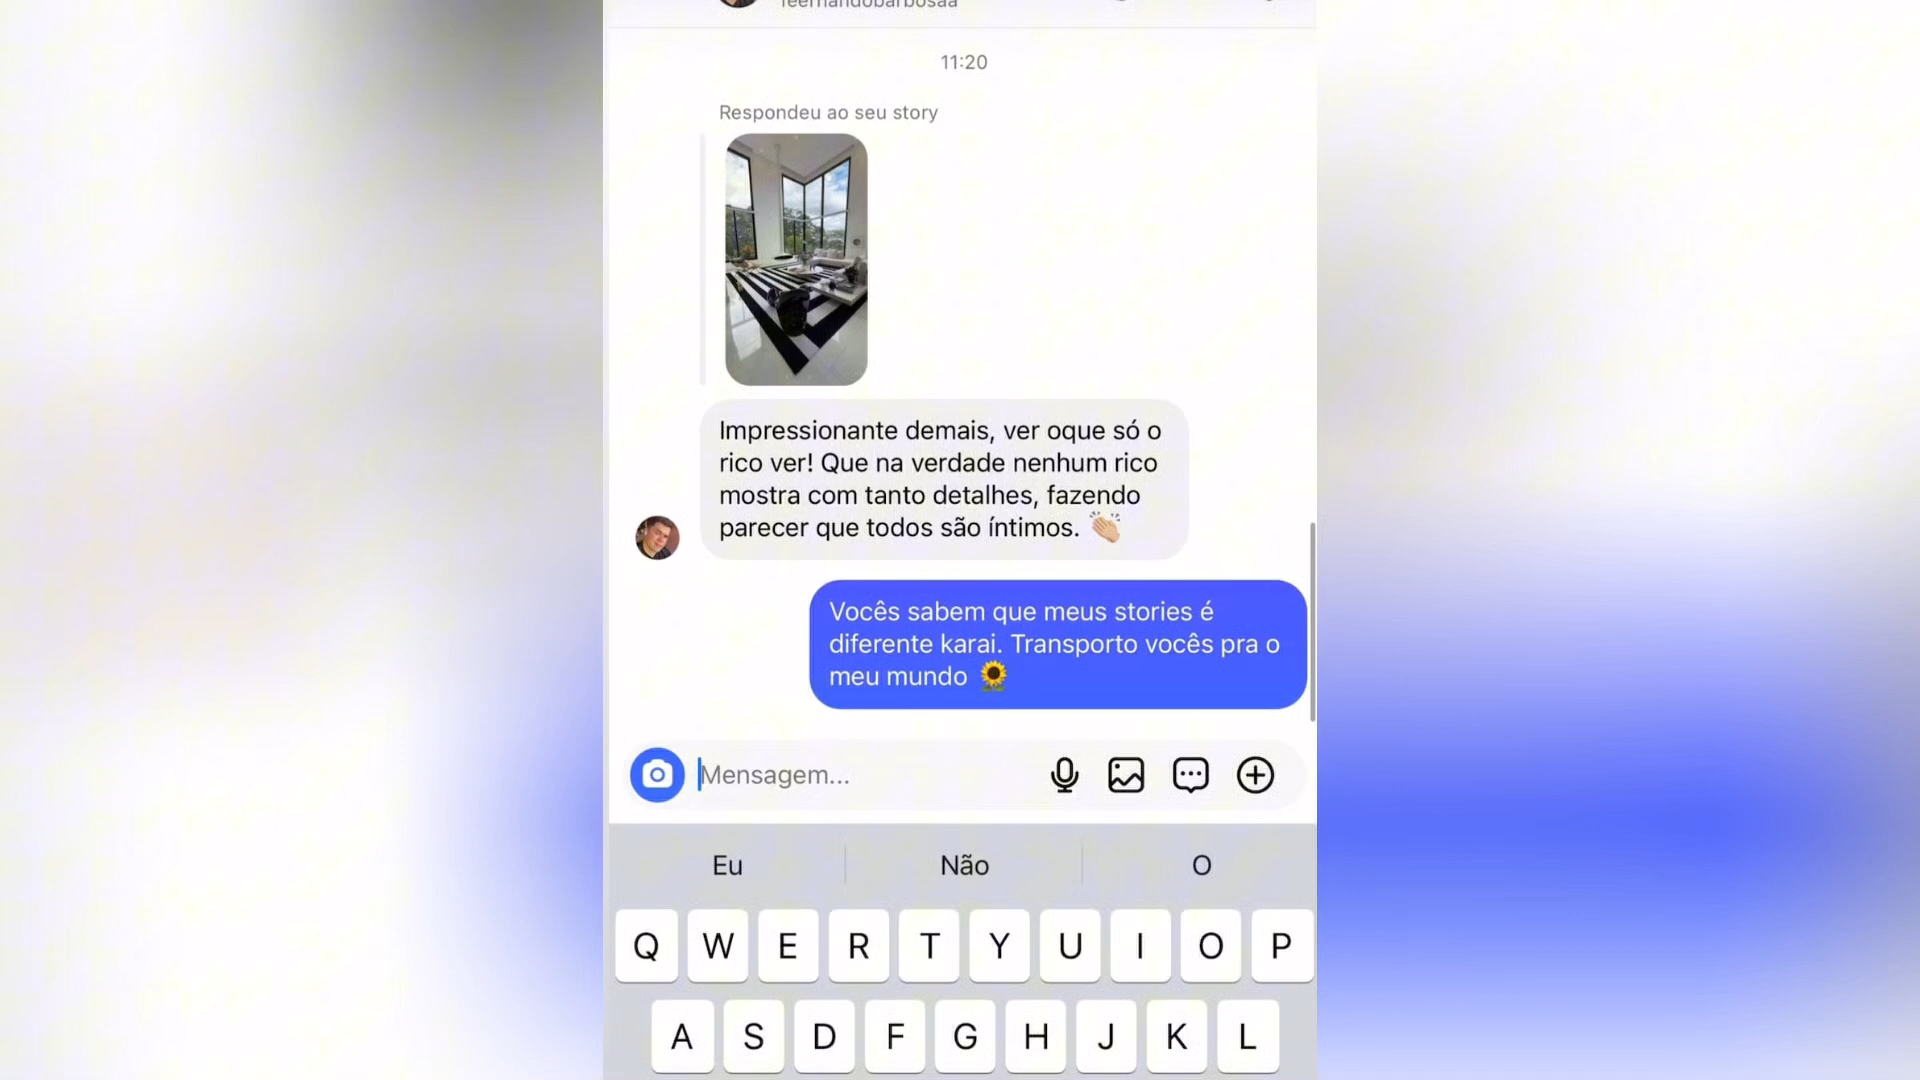 feernandobarbosaa
11:20
Respondeu ao seu story
Impressionante demais, ver oque só o
rico ver! Que na verdade nenhum rico
mostra com tanto detalhes, fazendo
parecer que todos são íntimos. 👏🏼
Vocês sabem que meus stories é
diferente karai. Transporto vocês pra o
meu mundo 🌻
Mensagem...
Eu Não O
Q W E R T Y U I O P
A S D F G H J K L